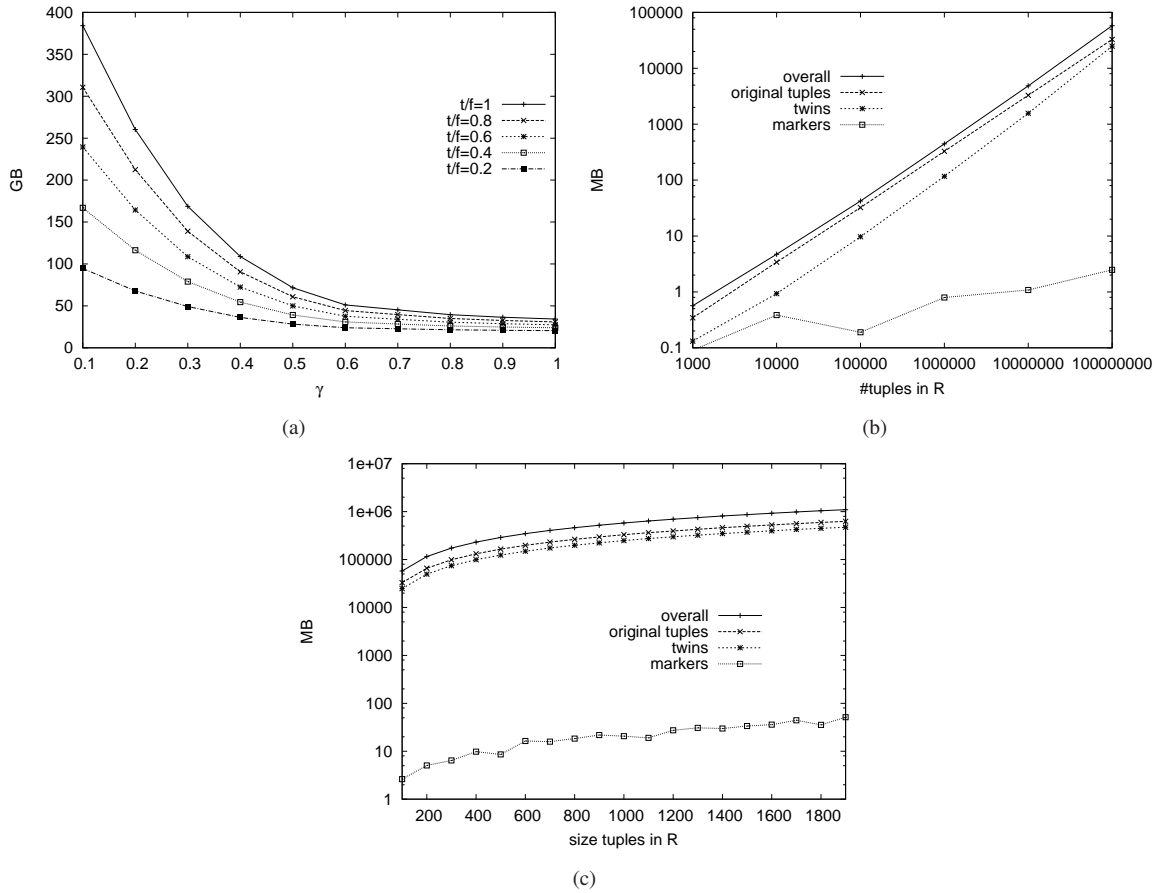 GB
400
350
300
250
200
150
100
50
0
0.1 0.2 0.3 0.4 0.5 0.6 0.7 0.8 0.9 1
γ
t/f=1
t/f=0.8
t/f=0.6
t/f=0.4
t/f=0.2
(a)
MB
100000
10000
1000
100
10
1
0.1
1000 10000 100000 1000000 10000000 100000000
#tuples in R
overall
original tuples
twins
markers
(b)
MB
1e+07
1e+06
100000
10000
1000
100
10
1
200 400 600 800 1000 1200 1400 1600 1800
size tuples in R
overall
original tuples
twins
markers
(c)